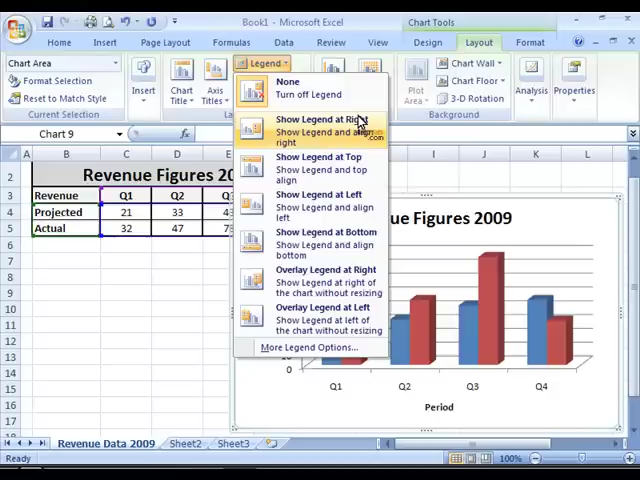 Book1 - Microsoft Excel
Chart Tools
Home
Insert
Page Layout
Formulas
Data
Review
View
Design
Layout
Format
Chart Area
Format Selection
Reset to Match Style
Insert
Chart Title
Axis Titles
Legend
Plot Area
Chart Wall
Chart Floor
3-D Rotation
Background
Analysis
Properties
Chart 9
None
Turn off Legend
Show Legend at Right
Show Legend and align
right
Show Legend at Top
Show Legend and top
align
Show Legend at Left
Show Legend and align
left
Show Legend at Bottom
Show Legend and align
bottom
Overlay Legend at Right
Show Legend at right of
the chart without resizing
Overlay Legend at Left
Show Legend at left of
the chart without resizing
More Legend Options...
B C D E I J K L
2 Revenue Figures 20
3 Revenue Q1 Q2
4 Projected 21 33
5 Actual 32 47
6
7
8
9
10
11
12
13
14
15
16
17
venue Figures 2009
0
Q1 Q2 Q3 Q4
Period
Revenue Data 2009 Sheet2 Sheet3
Ready
100%